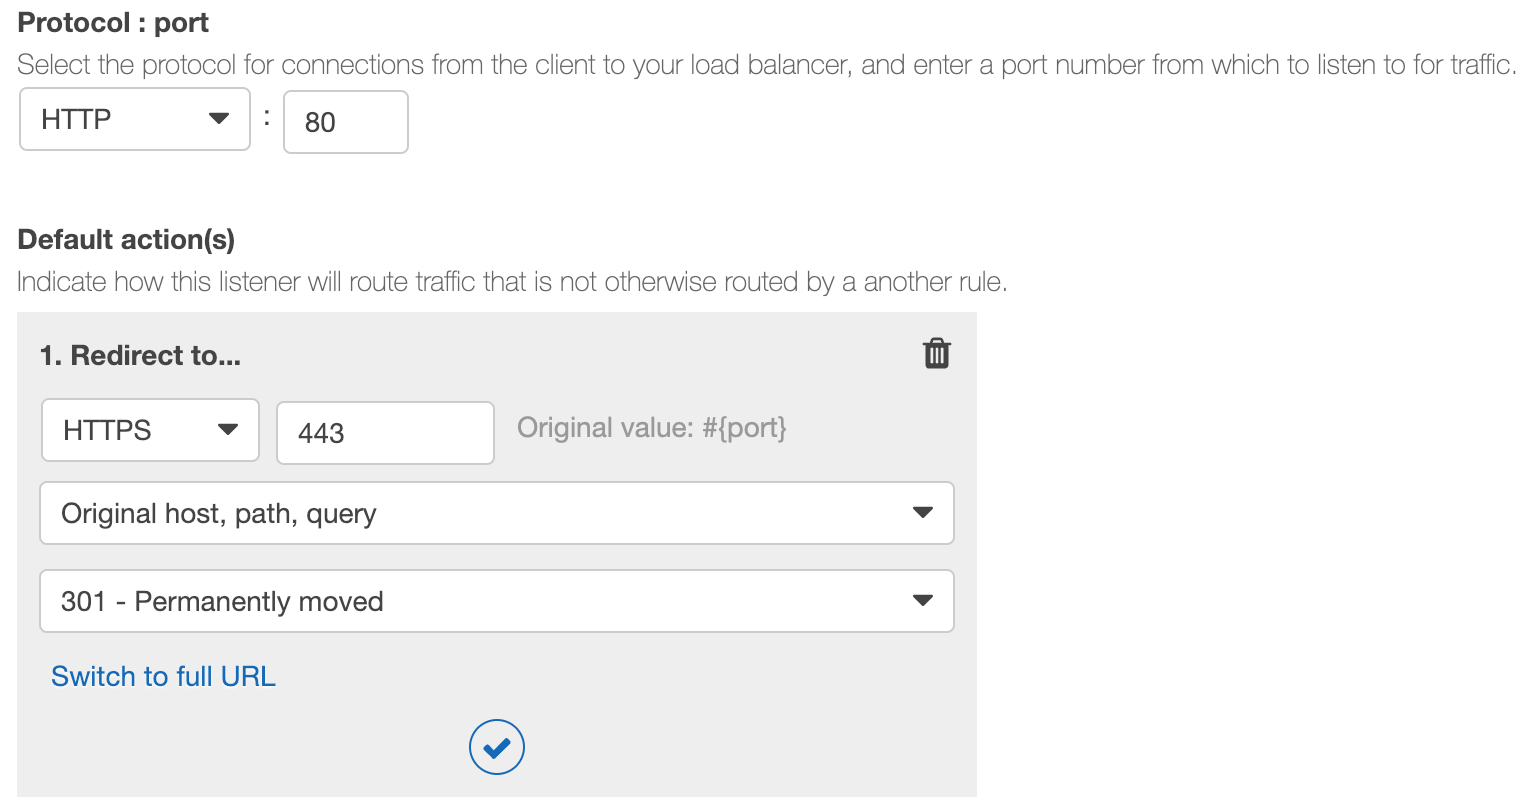 Protocol : port
Select the protocol for connections from the client to your load balancer, and enter a port number from which to listen to for traffic.
HTTP : 80
Default action(s)
Indicate how this listener will route traffic that is not otherwise routed by a another rule.
1. Redirect to...
HTTPS 443 Original value: #{port}
Original host, path, query
301 - Permanently moved
Switch to full URL